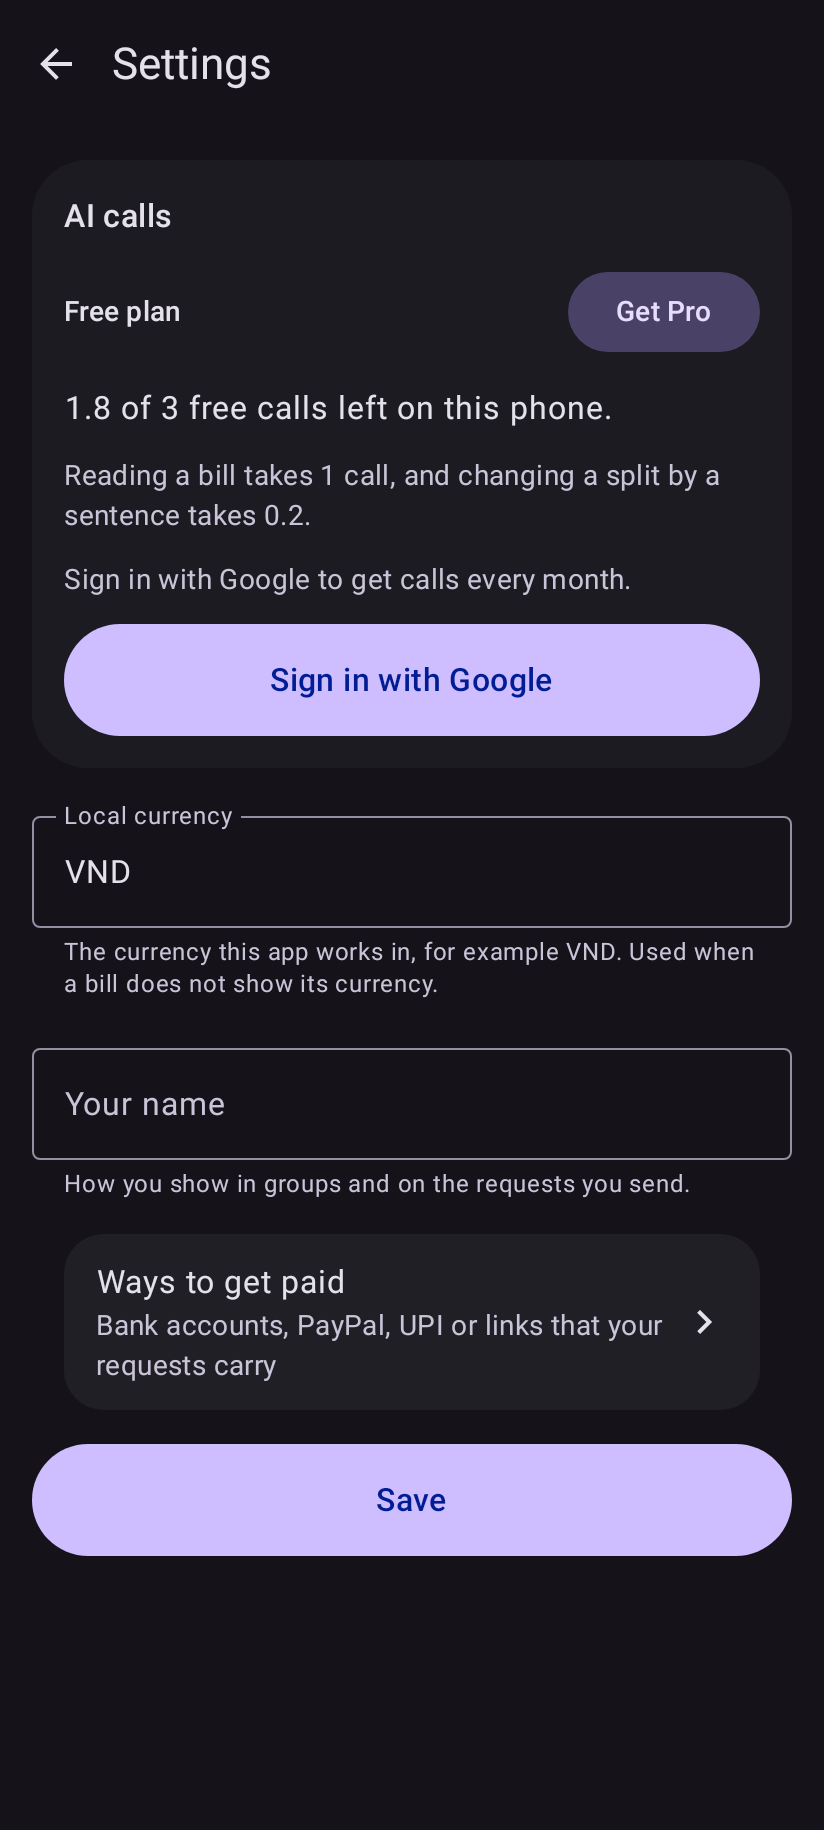 Settings
AI calls
Free plan
Get Pro
1.8 of 3 free calls left on this phone.
Reading a bill takes 1 call, and changing a split by a
sentence takes 0.2.
Sign in with Google to get calls every month.
Sign in with Google
Local currency
VND
The currency this app works in, for example VND. Used when
a bill does not show its currency.
Your name
How you show in groups and on the requests you send.
Ways to get paid
Bank accounts, PayPal, UPI or links that your
requests carry
Save